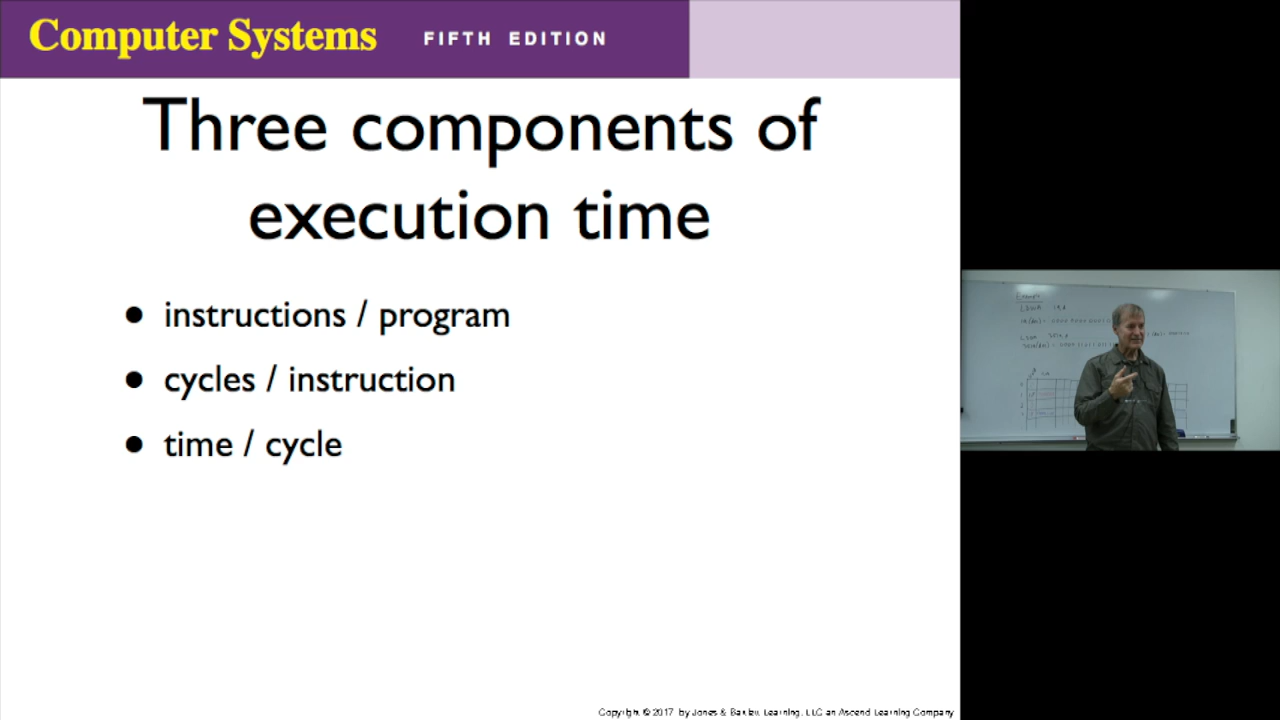 Computer Systems FIFTH EDITION
Three components of
execution time
● instructions / program
● cycles / instruction
● time / cycle
Copyright © 2017 by Jones & Bartlett Learning, LLC an Ascend Learning Company
Example